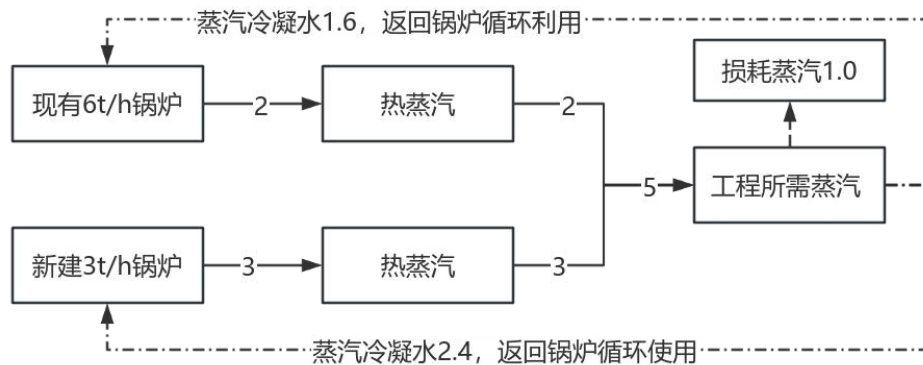 蒸汽冷凝水1.6，返回锅炉循环利用
损耗蒸汽1.0
现有6t/h锅炉
2
热蒸汽
2
5
工程所需蒸汽
新建3t/h锅炉
3
热蒸汽
3
蒸汽冷凝水2.4，返回锅炉循环使用